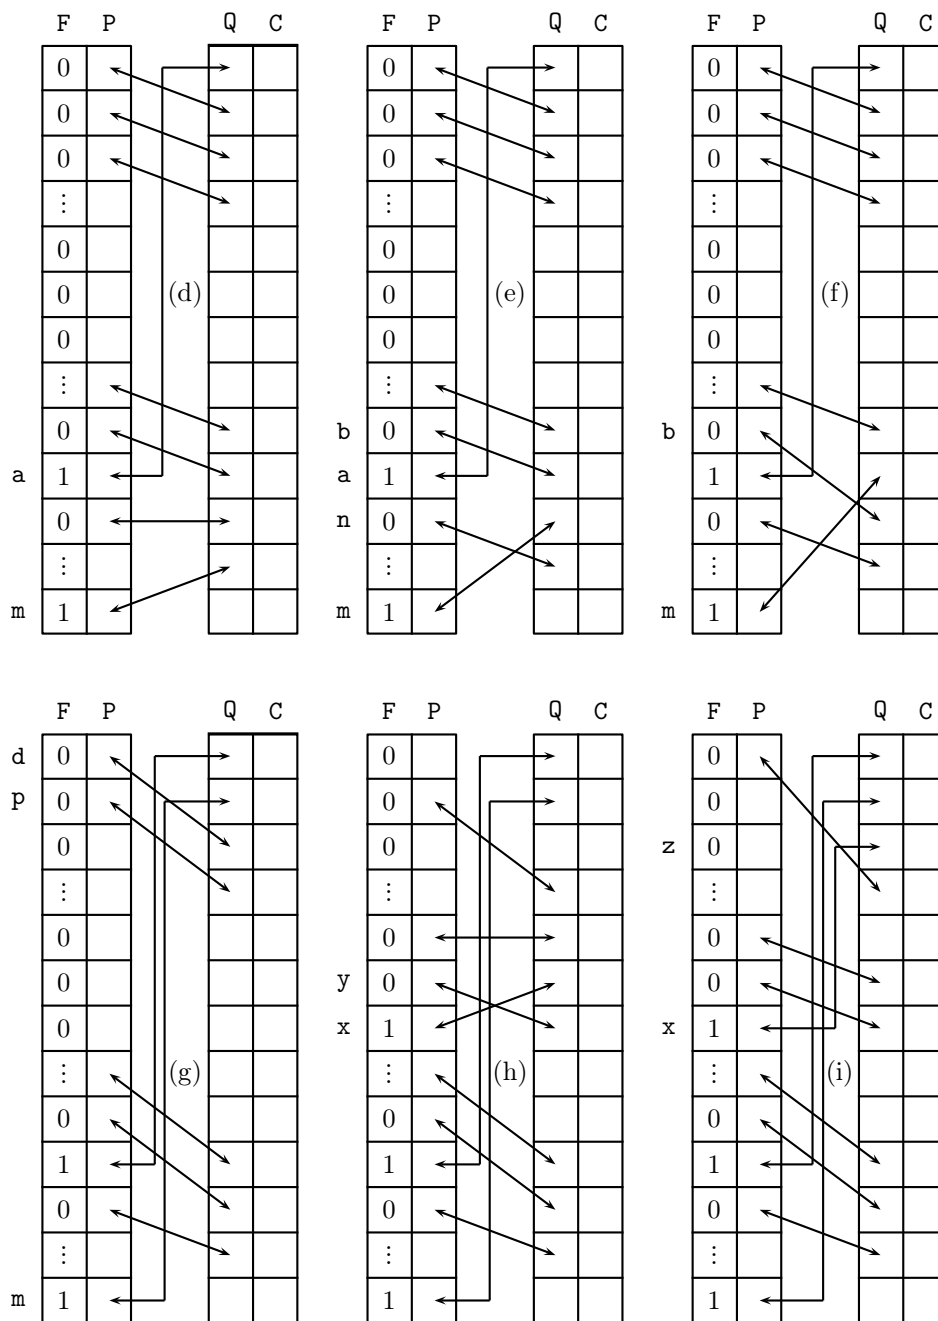 F P Q C F P Q C F P Q C
0 0 0
0 0 0
0 0 0
⋮ ⋮ ⋮
0 0 0
0 (d) 0 (e) 0 (f)
0 0 0
⋮ ⋮ ⋮
0 b 0 b 0
a 1 a 1 1
0 n 0 0
⋮ ⋮ ⋮
m 1 m 1 m 1
F P Q C F P Q C F P Q C
d 0 0 0
p 0 0 0
0 0 z 0
⋮ ⋮ ⋮
0 0 0
0 y 0 0
0 x 1 x 1
⋮ (g) ⋮ (h) ⋮ (i)
0 0 0
1 1 1
0 0 0
⋮ ⋮ ⋮
m 1 1 1